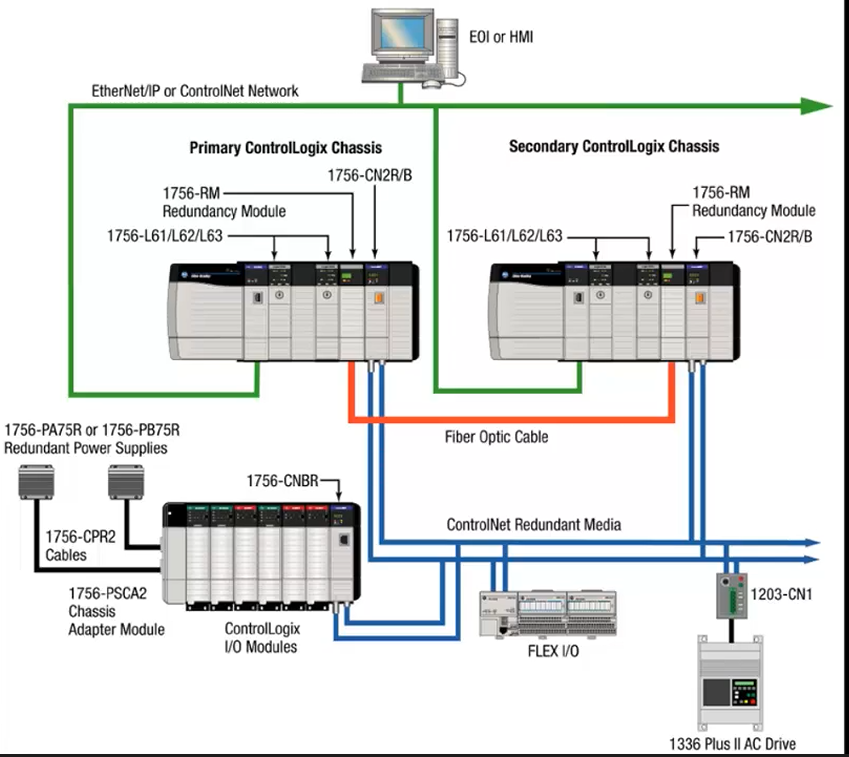 EOI or HMI
EtherNet/IP or ControlNet Network
Primary ControlLogix Chassis
Secondary ControlLogix Chassis
1756-CN2R/B
1756-RM
Redundancy Module
1756-L61/L62/L63
1756-RM
Redundancy Module
1756-L61/L62/L63
1756-CN2R/B
Fiber Optic Cable
1756-PA75R or 1756-PB75R
Redundant Power Supplies
1756-CNBR
1756-CPR2
Cables
ControlNet Redundant Media
1756-PSCA2
Chassis
Adapter Module
ControlLogix
I/O Modules
FLEX I/O
1203-CN1
1336 Plus II AC Drive